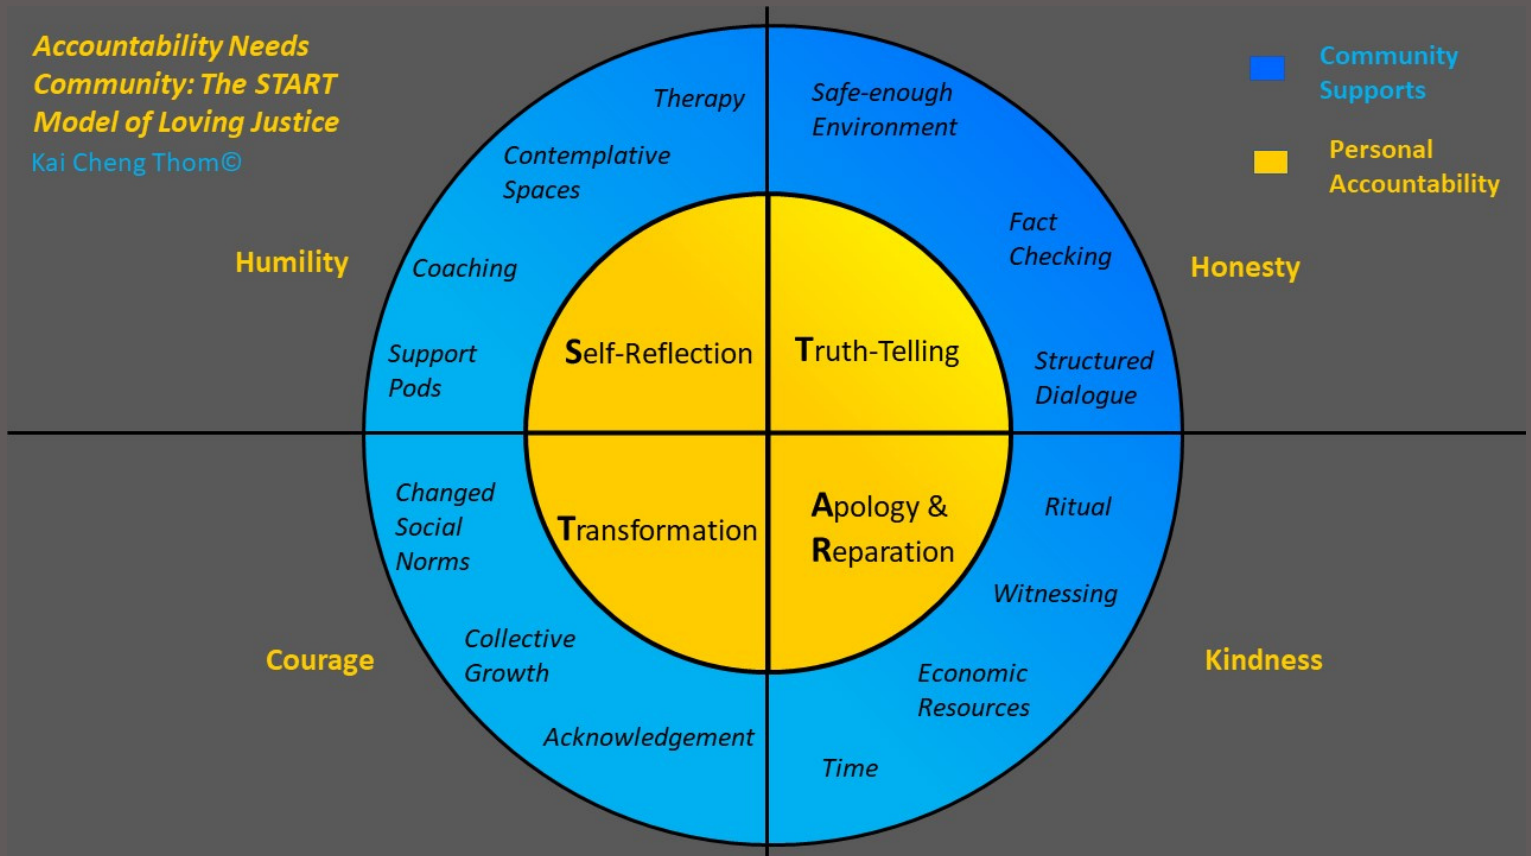 Accountability Needs
Community: The START
Model of Loving Justice
Kai Cheng Thom©
Community
Supports
Personal
Accountability
Humility
Therapy
Contemplative
Spaces
Coaching
Support
Pods
Self-Reflection
Honesty
Safe-enough
Environment
Fact
Checking
Structured
Dialogue
Truth-Telling
Courage
Changed
Social
Norms
Collective
Growth
Acknowledgement
Transformation
Kindness
Ritual
Witnessing
Economic
Resources
Time
Apology &
Reparation